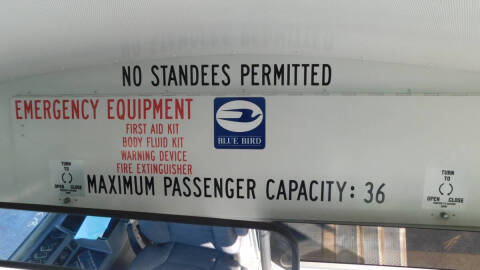 NO STANDEES PERMITTED
EMERGENCY EQUIPMENT
FIRST AID KIT
BODY FLUID KIT
WARNING DEVICE
FIRE EXTINGUISHER
BLUE BIRD
TURN
TO
OPEN CLOSE
MAXIMUM PASSENGER CAPACITY: 36
TURN
TO
OPEN CLOSE